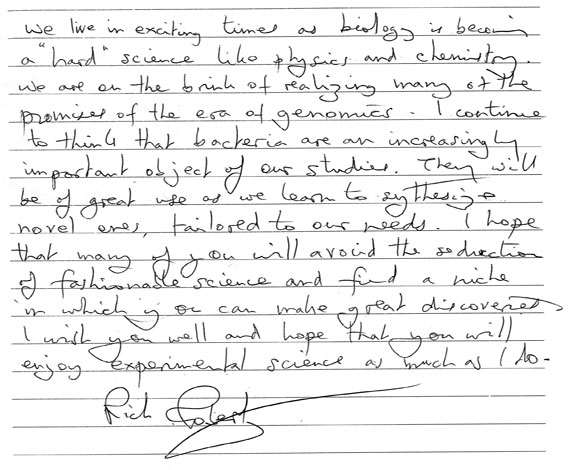 We live in exciting times as biology is becoming
a "hard" science like physics and chemistry.
We are on the brink of realizing many of the
promises of the era of genomics. I continue
to think that bacteria are an increasingly
important object of our studies. They will
be of great use as we learn to sythesize
novel ones, tailored to our needs. I hope
that many of you will avoid the seduction
of fashionable science and find a niche
in which you can make great discoveries.
I wish you well and hope that you will
enjoy experimental science as much as I do.
Rich Roberts